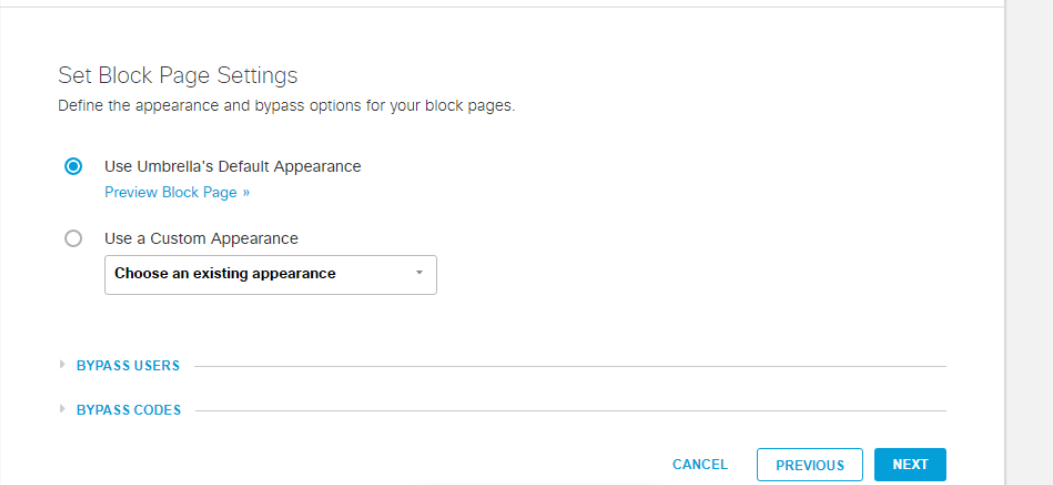 Set Block Page Settings
Define the appearance and bypass options for your block pages.
Use Umbrella's Default Appearance
Preview Block Page »
Use a Custom Appearance
Choose an existing appearance
BYPASS USERS
BYPASS CODES
CANCEL PREVIOUS NEXT